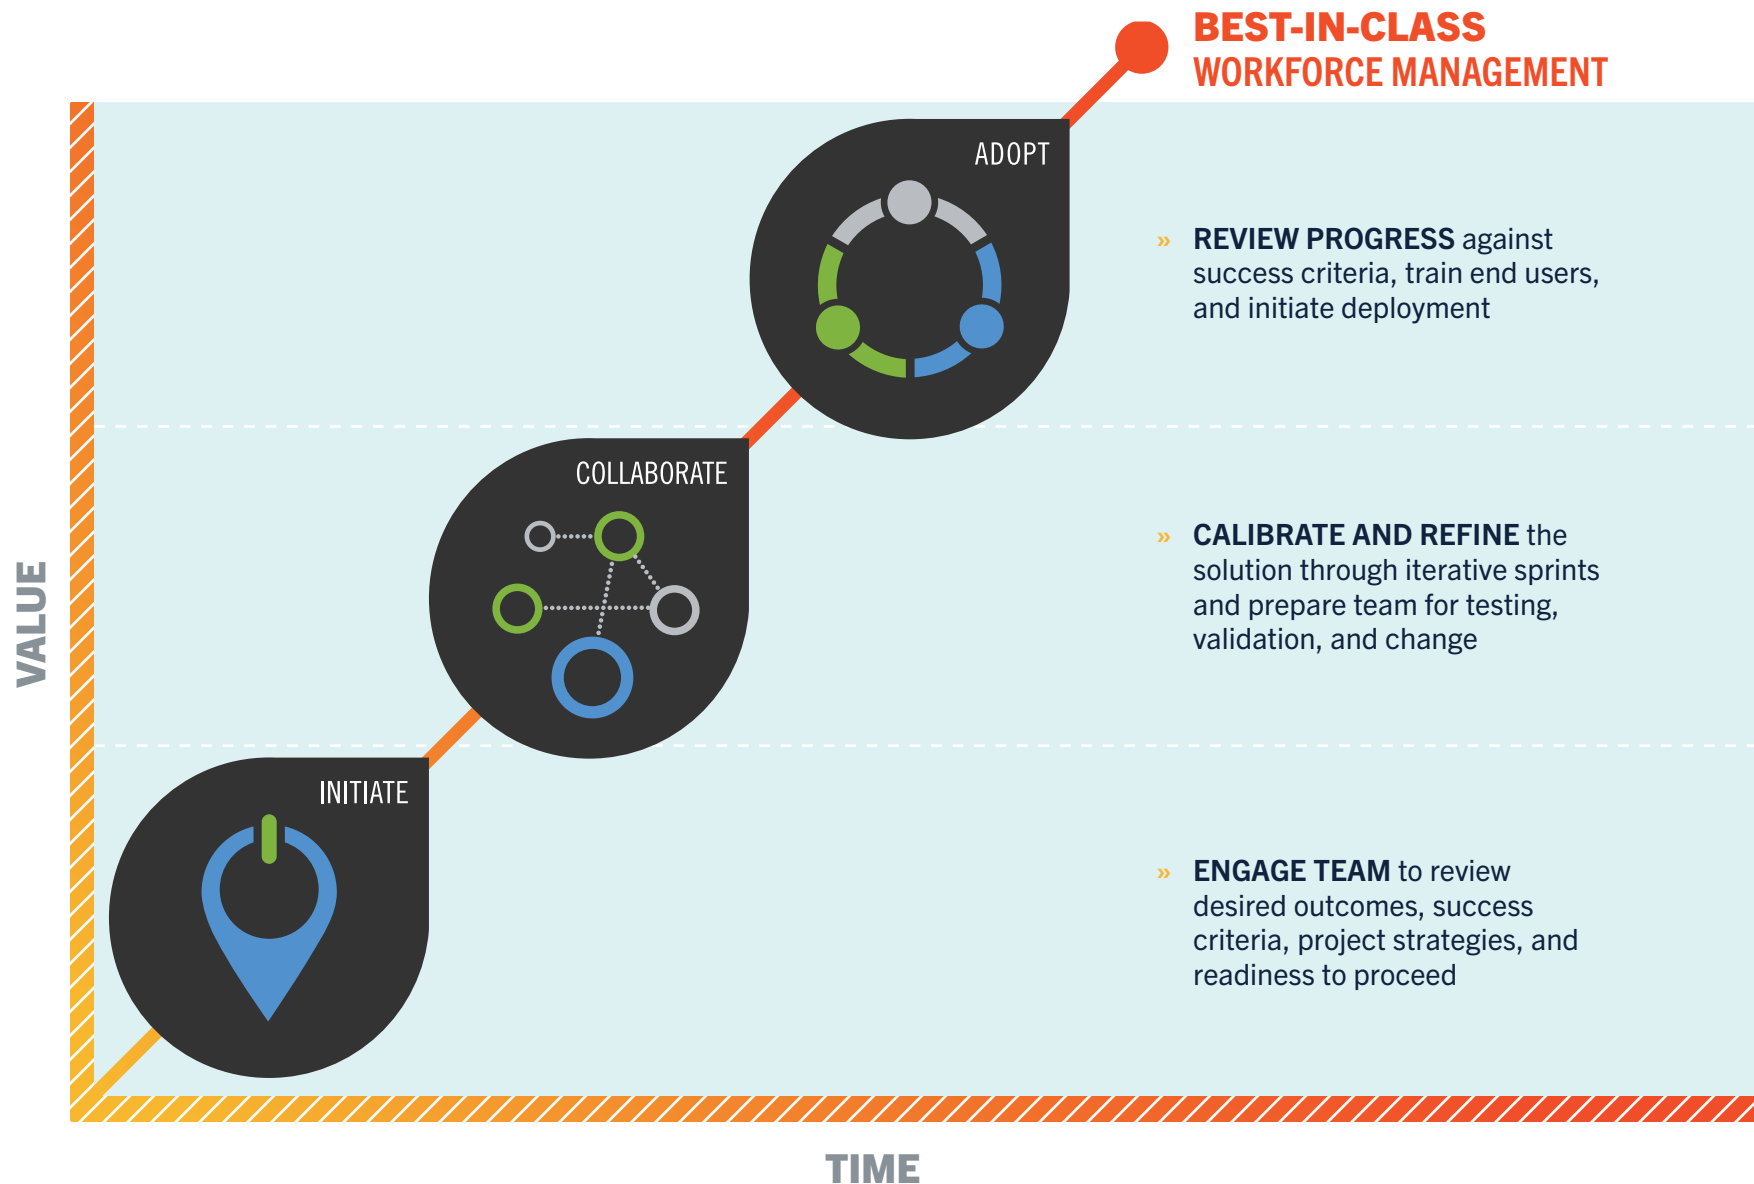 BEST-IN-CLASS
WORKFORCE MANAGEMENT
ADOPT
» REVIEW PROGRESS against
success criteria, train end users,
and initiate deployment
COLLABORATE
» CALIBRATE AND REFINE the
solution through iterative sprints
and prepare team for testing,
validation, and change
VALUE
INITIATE
» ENGAGE TEAM to review
desired outcomes, success
criteria, project strategies, and
readiness to proceed
TIME